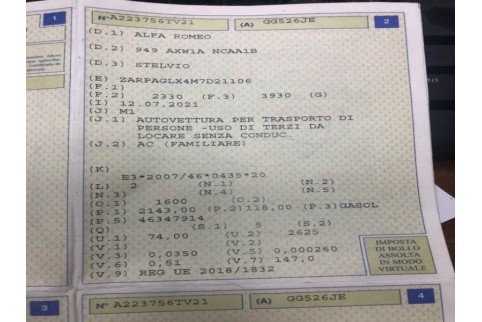 1
N° A223756TV21 (A) GG526JE 2
(D.1) ALFA ROMEO
(D.2) 949 AXW1A NCAA1B
(D.3) STELVIO
(E) ZARPAGLX4M7D21106
(F.1)
(F.2) 2330 (F.3) 3930 (G)
(I) 12.07.2021
(J) M1
(J.1) AUTOVETTURA PER TRASPORTO DI
PERSONE -USO DI TERZI DA
LOCARE SENZA CONDUC.
(J.2) AC (FAMILIARE)
(K)
E3*2007/46*0435*20
(L) 2 (N.1) (N.2)
(N.3) (N.4) (N.5)
(O.1) 1600 (O.2)
(P.1) 2143,00 (P.2)118,00 (P.3)GASOL
(P.5) 46347914
(Q) (S.1) 5 (S.2)
(U.1) 74,00 (U.2) 2625
(V.1) (V.2)
(V.3) 0,0350 (V.5) 0,000260
(V.6) 0,51 (V.7) 147,0
(V.9) REG UE 2018/1832
IMPOSTA
DI BOLLO
ASSOLTA
IN MODO
VIRTUALE
3
N° A223756TV21 (A) GG526JE 4